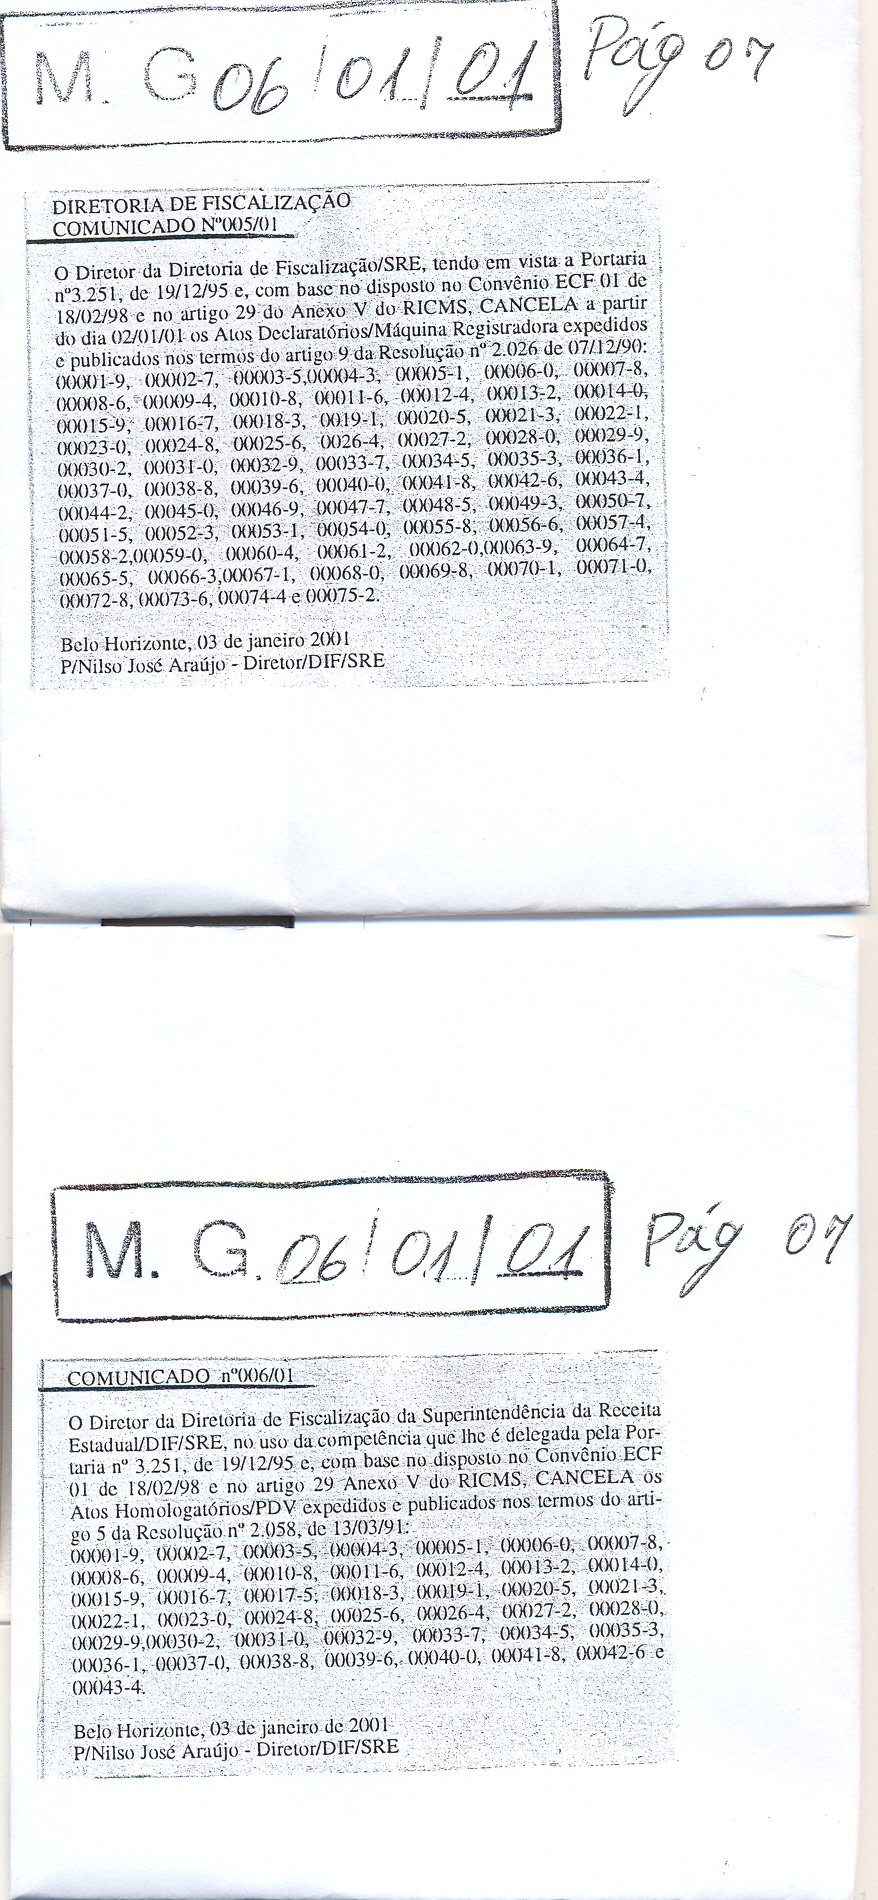 M. G 06/01/01 Pág 07
DIRETORIA DE FISCALIZAÇÃO
COMUNICADO Nº005/01
O Diretor da Diretoria de Fiscalização/SRE, tendo em vista a Portaria
nº3.251, de 19/12/95 e, com base no disposto no Convênio ECF 01 de
18/02/98 e no artigo 29 do Anexo V do RICMS, CANCELA a partir
do dia 02/01/01 os Atos Declaratórios/Máquina Registradora expedidos
e publicados nos termos do artigo 9 da Resolução nº 2.026 de 07/12/90:
00001-9, 00002-7, 00003-5,00004-3, 00005-1, 00006-0, 00007-8,
00008-6, 00009-4, 00010-8, 00011-6, 00012-4, 00013-2, 00014-0,
00015-9, 00016-7, 00018-3, 0019-1, 00020-5, 00021-3, 00022-1,
00023-0, 00024-8, 00025-6, 0026-4, 00027-2, 00028-0, 00029-9,
00030-2, 00031-0, 00032-9, 00033-7, 00034-5, 00035-3, 00036-1,
00037-0, 00038-8, 00039-6, 00040-0, 00041-8, 00042-6, 00043-4,
00044-2, 00045-0, 00046-9, 00047-7, 00048-5, 00049-3, 00050-7,
00051-5, 00052-3, 00053-1, 00054-0, 00055-8, 00056-6, 00057-4,
00058-2,00059-0, 00060-4, 00061-2, 00062-0,00063-9, 00064-7,
00065-5, 00066-3,00067-1, 00068-0, 00069-8, 00070-1, 00071-0,
00072-8, 00073-6, 00074-4 e 00075-2.
Belo Horizonte, 03 de janeiro 2001
P/Nilso José Araújo - Diretor/DIF/SRE
M. G. 06/01/01 Pág 07
COMUNICADO nº006/01
O Diretor da Diretoria de Fiscalização da Superintendência da Receita
Estadual/DIF/SRE, no uso da competência que lhe é delegada pela Por-
taria nº 3.251, de 19/12/95 e, com base no disposto no Convênio ECF
01 de 18/02/98 e no artigo 29 Anexo V do RICMS, CANCELA os
Atos Homologatórios/PDV expedidos e publicados nos termos do arti-
go 5 da Resolução nº 2.058, de 13/03/91:
00001-9, 00002-7, 00003-5, 00004-3, 00005-1, 00006-0, 00007-8,
00008-6, 00009-4, 00010-8, 00011-6, 00012-4, 00013-2, 00014-0,
00015-9, 00016-7, 00017-5, 00018-3, 00019-1, 00020-5, 00021-3,
00022-1, 00023-0, 00024-8, 00025-6, 00026-4, 00027-2, 00028-0,
00029-9,00030-2, 00031-0, 00032-9, 00033-7, 00034-5, 00035-3,
00036-1, 00037-0, 00038-8, 00039-6, 00040-0, 00041-8, 00042-6 e
00043-4.
Belo Horizonte, 03 de janeiro de 2001
P/Nilso José Araújo - Diretor/DIF/SRE